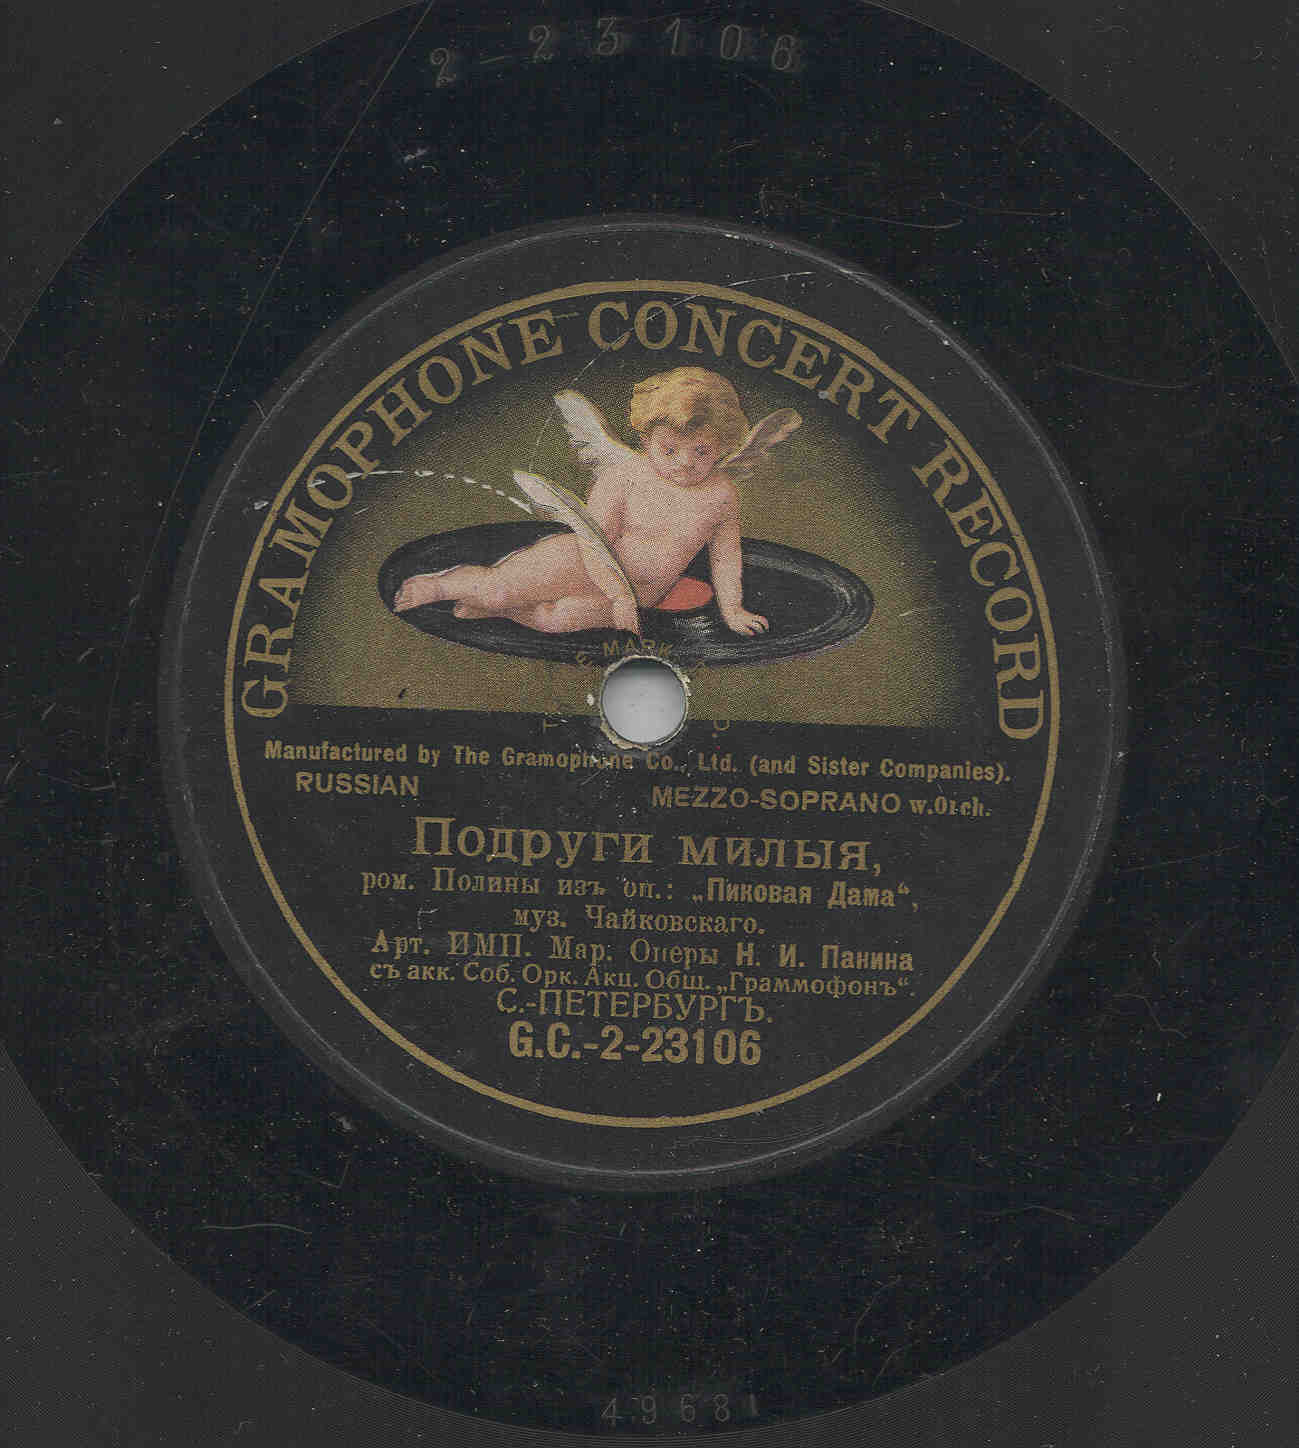 2-23106
GRAMOPHONE CONCERT RECORD
MARK
Manufactured by The Gramophone Co., Ltd. (and Sister Companies).
RUSSIAN
MEZZO-SOPRANO w.Orch.
Подруги милыя,
ром. Полины изъ оп.: „Пиковая Дама“,
муз. Чайковскаго.
Арт. ИМП. Мар. Оперы Н. И. Панина
съ акк. Соб. Орк. Акц. Общ. „Граммофонъ“.
С.-ПЕТЕРБУРГЪ.
G.C.-2-23106
49681